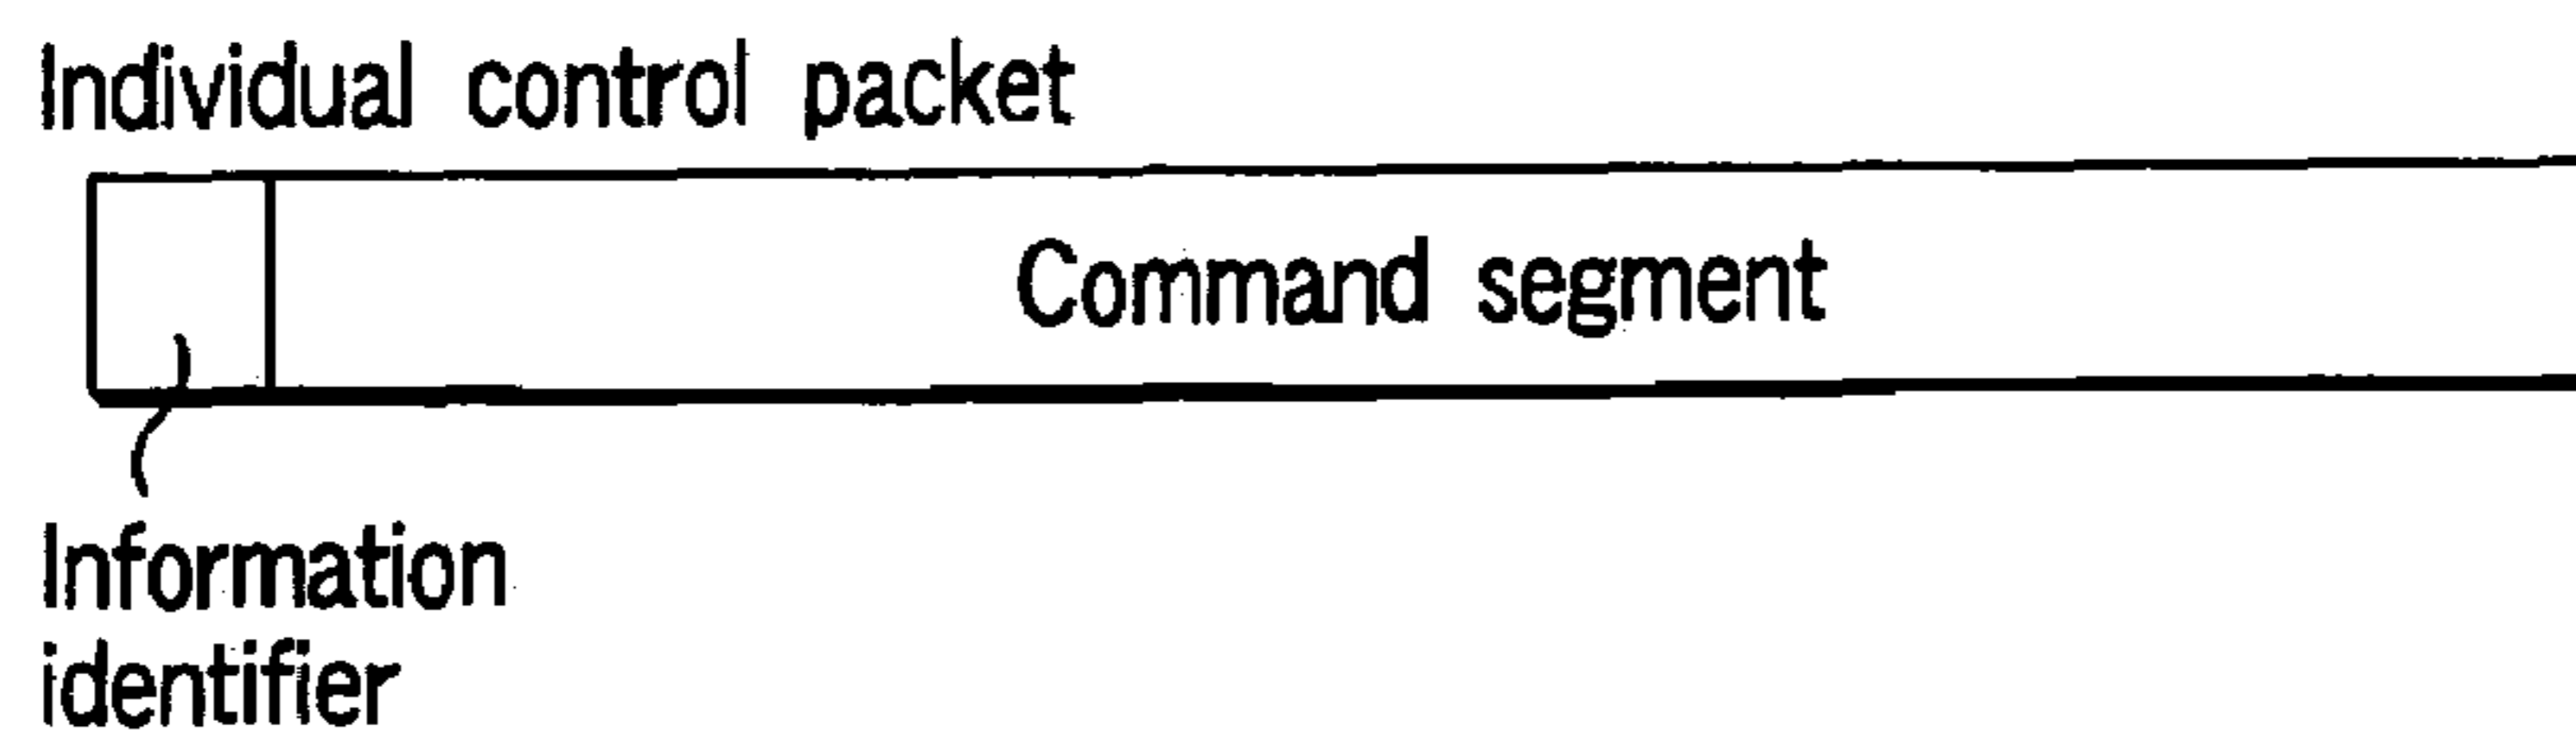 Individual control packet
Command segment
Information
identifier